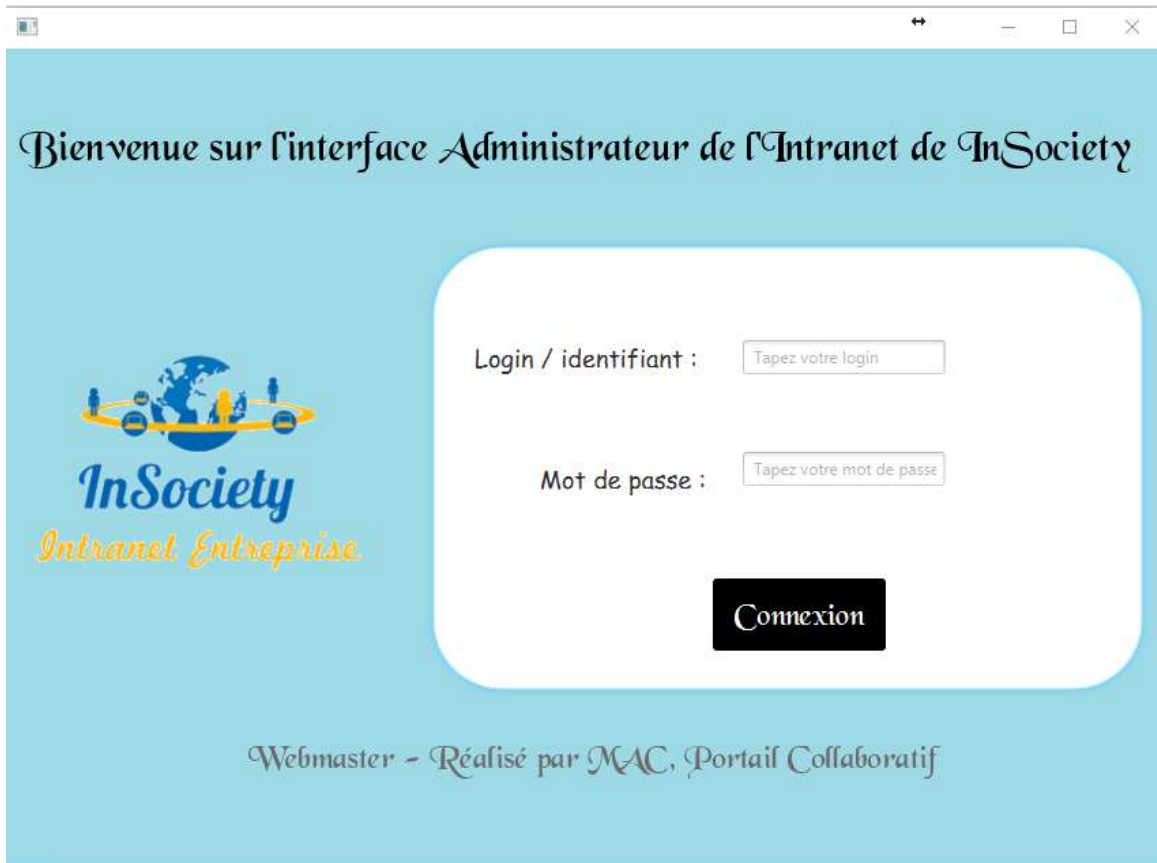 Bienvenue sur l'interface Administrateur de l'Intranet de InSociety
Login / identifiant :
Tapez votre login
InSociety
Intranet Entreprise
Mot de passe :
Tapez votre mot de passe
Connexion
Webmaster - Réalisé par MAC, Portail Collaboratif